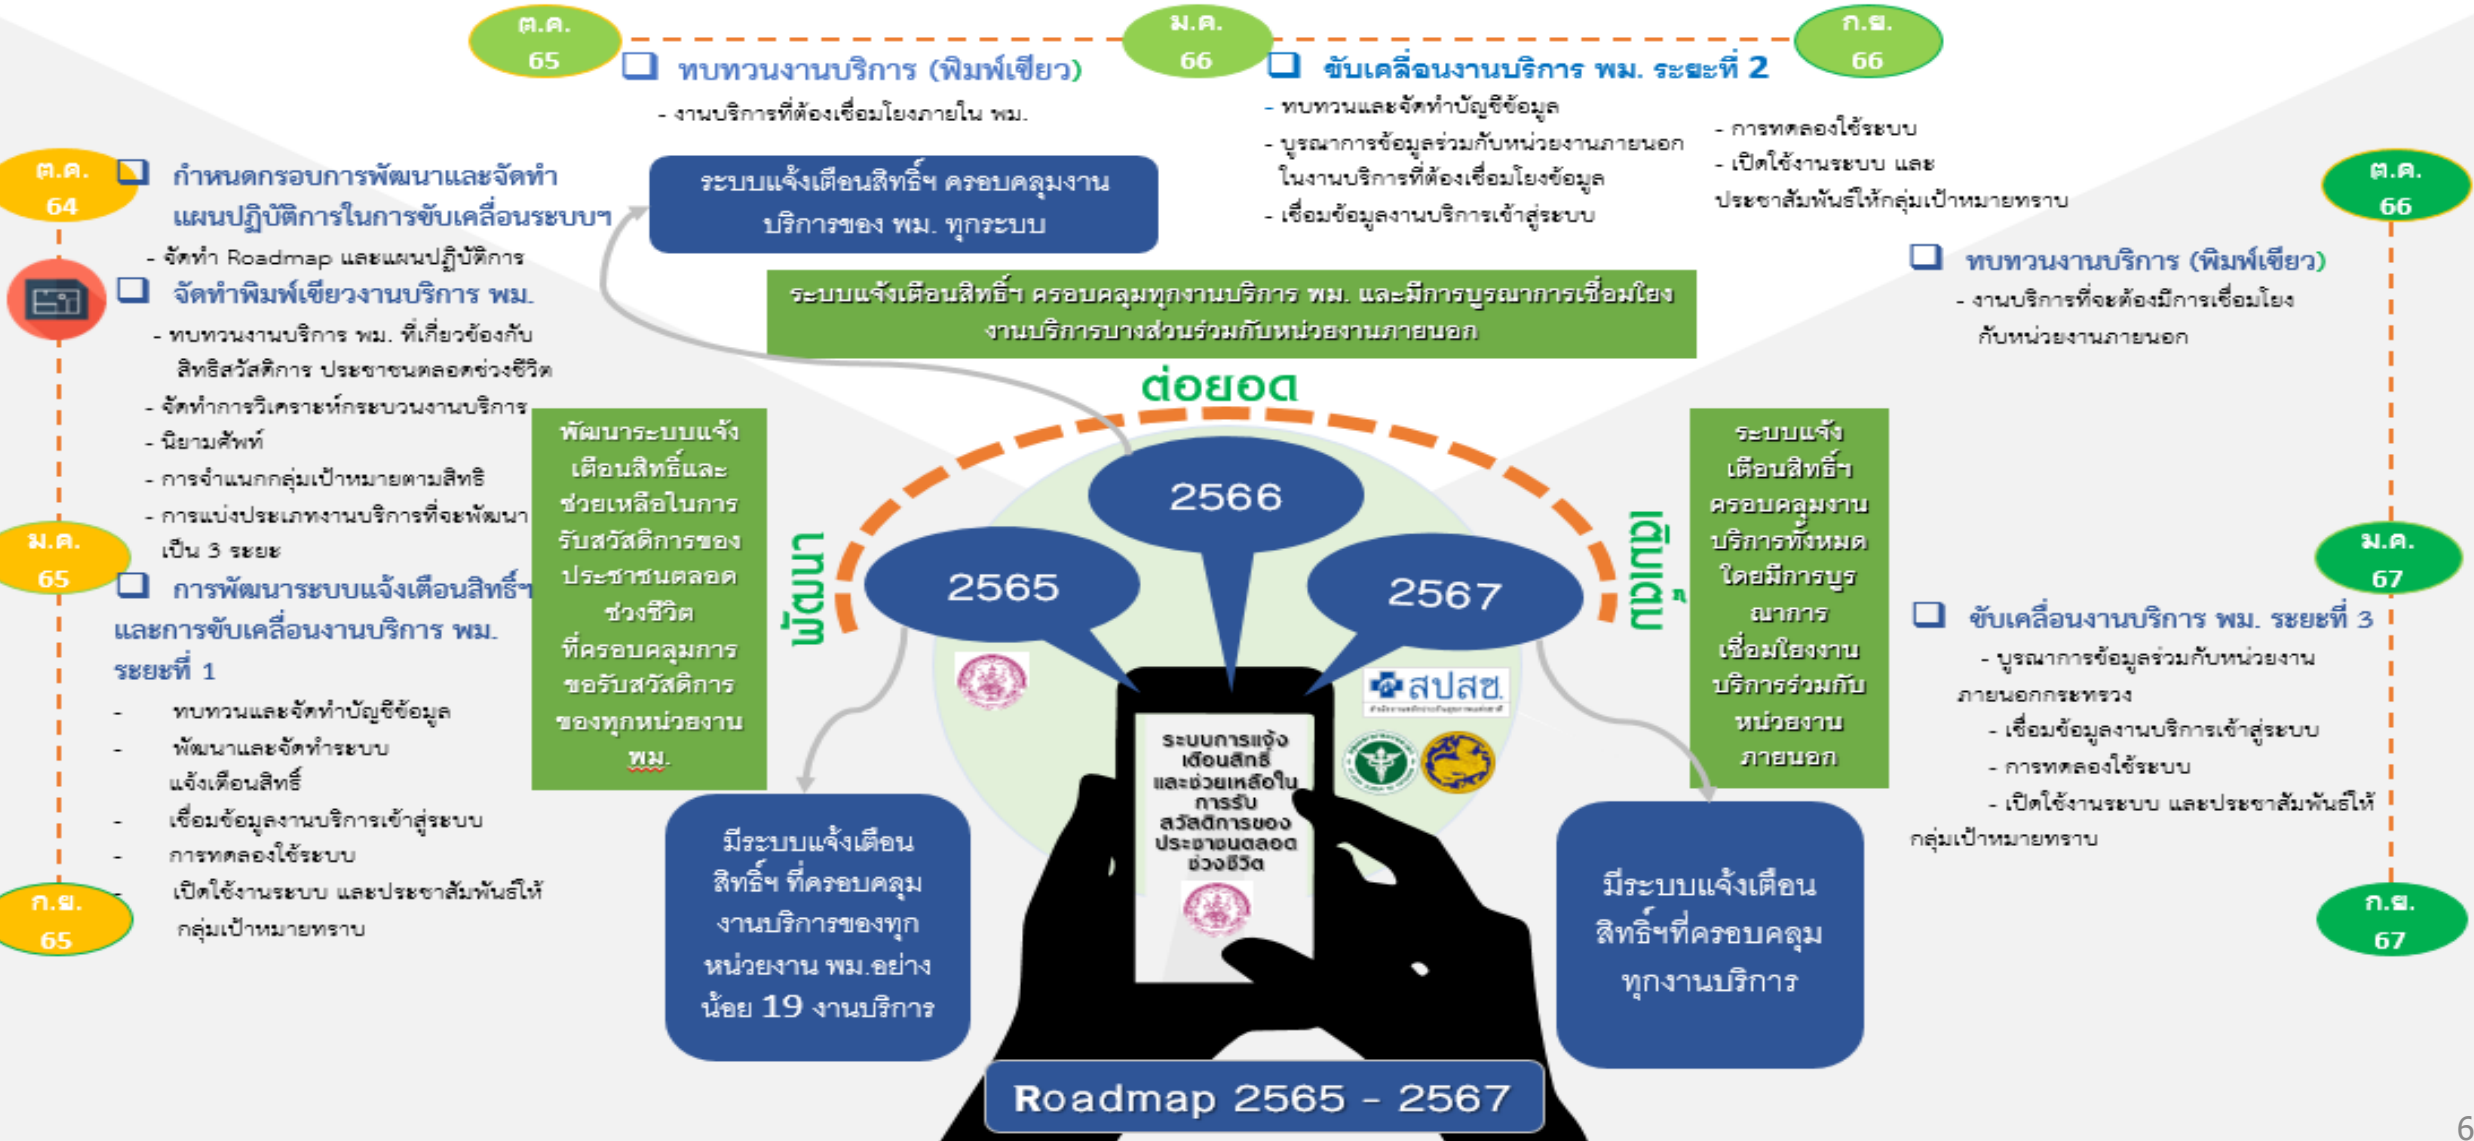 ต.ค.
65
ม.ค.
66
ก.ย.
66
ทบทวนงานบริการ (พิมพ์เขียว)
- งานบริการที่ต้องเชื่อมโยงภายใน พม.
ขับเคลื่อนงานบริการ พม. ระยะที่ 2
- ทบทวนและจัดทำบัญชีข้อมูล
- บูรณาการข้อมูลร่วมกับหน่วยงานภายนอก
ในงานบริการที่ต้องเชื่อมโยงข้อมูล
- เชื่อมข้อมูลงานบริการเข้าสู่ระบบ
- การทดลองใช้ระบบ
- เปิดใช้งานระบบ และ
ประชาสัมพันธ์ให้กลุ่มเป้าหมายทราบ
ต.ค.
64
กำหนดกรอบการพัฒนาและจัดทำ
แผนปฏิบัติการในการขับเคลื่อนระบบฯ
- จัดทำ Roadmap และแผนปฏิบัติการ
จัดทำพิมพ์เขียวงานบริการ พม.
- ทบทวนงานบริการ พม. ที่เกี่ยวข้องกับ
สิทธิสวัสดิการ ประชาชนตลอดช่วงชีวิต
- จัดทำการวิเคราะห์กระบวนงานบริการ
- นิยามศัพท์
- การจำแนกกลุ่มเป้าหมายตามสิทธิ
- การแบ่งประเภทงานบริการที่จะพัฒนา
เป็น 3 ระยะ
ม.ค.
65
การพัฒนาระบบแจ้งเตือนสิทธิ์ฯ
และการขับเคลื่อนงานบริการ พม.
ระยะที่ 1
- ทบทวนและจัดทำบัญชีข้อมูล
- พัฒนาและจัดทำระบบ
แจ้งเตือนสิทธิ์
- เชื่อมข้อมูลงานบริการเข้าสู่ระบบ
- การทดลองใช้ระบบ
- เปิดใช้งานระบบ และประชาสัมพันธ์ให้
กลุ่มเป้าหมายทราบ
ก.ย.
65
ระบบแจ้งเตือนสิทธิ์ฯ ครอบคลุมงาน
บริการของ พม. ทุกระบบ
ระบบแจ้งเตือนสิทธิ์ฯ ครอบคลุมทุกงานบริการ พม. และมีการบูรณาการเชื่อมโยง
งานบริการบางส่วนร่วมกับหน่วยงานภายนอก
ต่อยอด
พัฒนาระบบแจ้ง
เตือนสิทธิ์และ
ช่วยเหลือในการ
รับสวัสดิการของ
ประชาชนตลอด
ช่วงชีวิต
ที่ครอบคลุมการ
ขอรับสวัสดิการ
ของทุกหน่วยงาน
พม.
พัฒนา
2565
2566
2567
เพิ่มเติม
ระบบแจ้ง
เตือนสิทธิ์ฯ
ครอบคลุมงาน
บริการทั้งหมด
โดยมีการบูร
ณาการ
เชื่อมโยงงาน
บริการร่วมกับ
หน่วยงาน
ภายนอก
สปสช.
สำนักงานหลักประกันสุขภาพแห่งชาติ
ระบบการแจ้ง
เตือนสิทธิ์
และช่วยเหลือใน
การรับ
สวัสดิการของ
ประชาชนตลอด
ช่วงชีวิต
มีระบบแจ้งเตือน
สิทธิ์ฯ ที่ครอบคลุม
งานบริการของทุก
หน่วยงาน พม.อย่าง
น้อย 19 งานบริการ
มีระบบแจ้งเตือน
สิทธิ์ฯที่ครอบคลุม
ทุกงานบริการ
ต.ค.
66
ทบทวนงานบริการ (พิมพ์เขียว)
- งานบริการที่จะต้องมีการเชื่อมโยง
กับหน่วยงานภายนอก
ม.ค.
67
ขับเคลื่อนงานบริการ พม. ระยะที่ 3
- บูรณาการข้อมูลร่วมกับหน่วยงาน
ภายนอกกระทรวง
- เชื่อมข้อมูลงานบริการเข้าสู่ระบบ
- การทดลองใช้ระบบ
- เปิดใช้งานระบบ และประชาสัมพันธ์ให้
กลุ่มเป้าหมายทราบ
ก.ย.
67
Roadmap 2565 - 2567
6